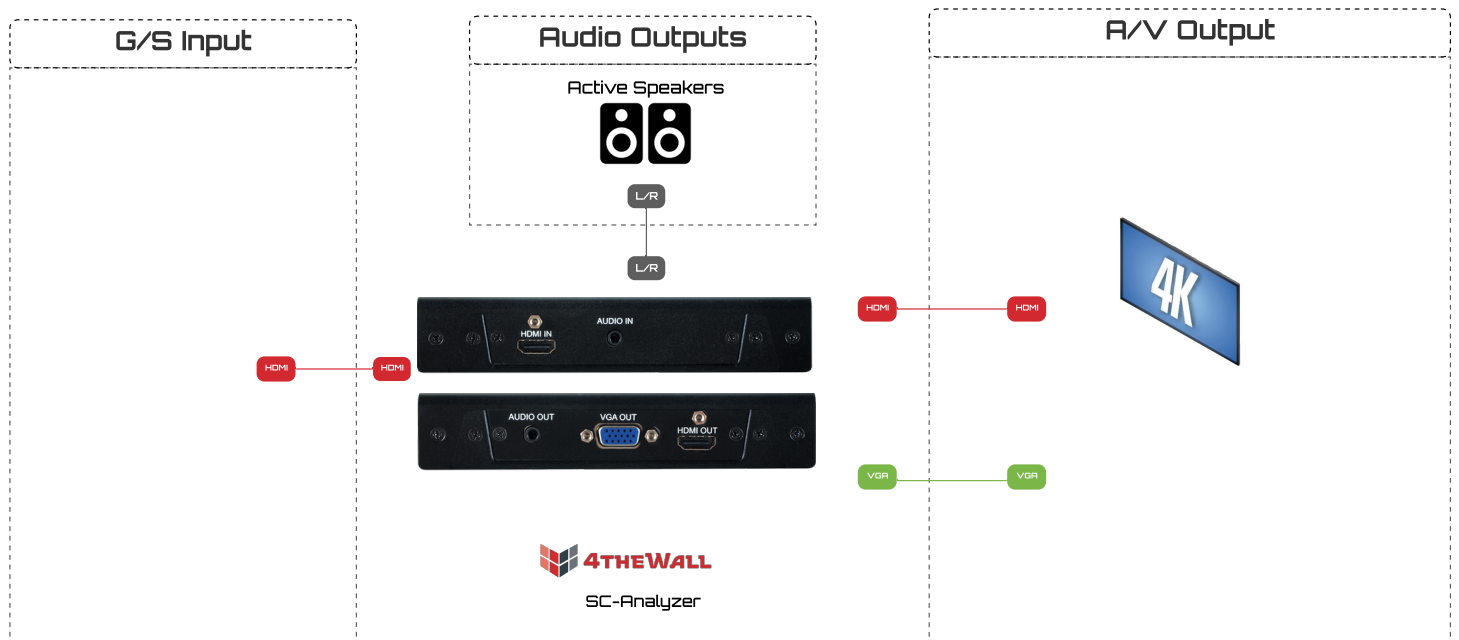 G/S Input
Audio Outputs
A/V Output
Active Speakers
L/R
L/R
HDMI
HDMI
4K
AUDIO IN
HDMI IN
HDMI
HDMI
AUDIO OUT
VGA OUT
HDMI OUT
VGA
VGA
4THEWALL
SC-Analyzer